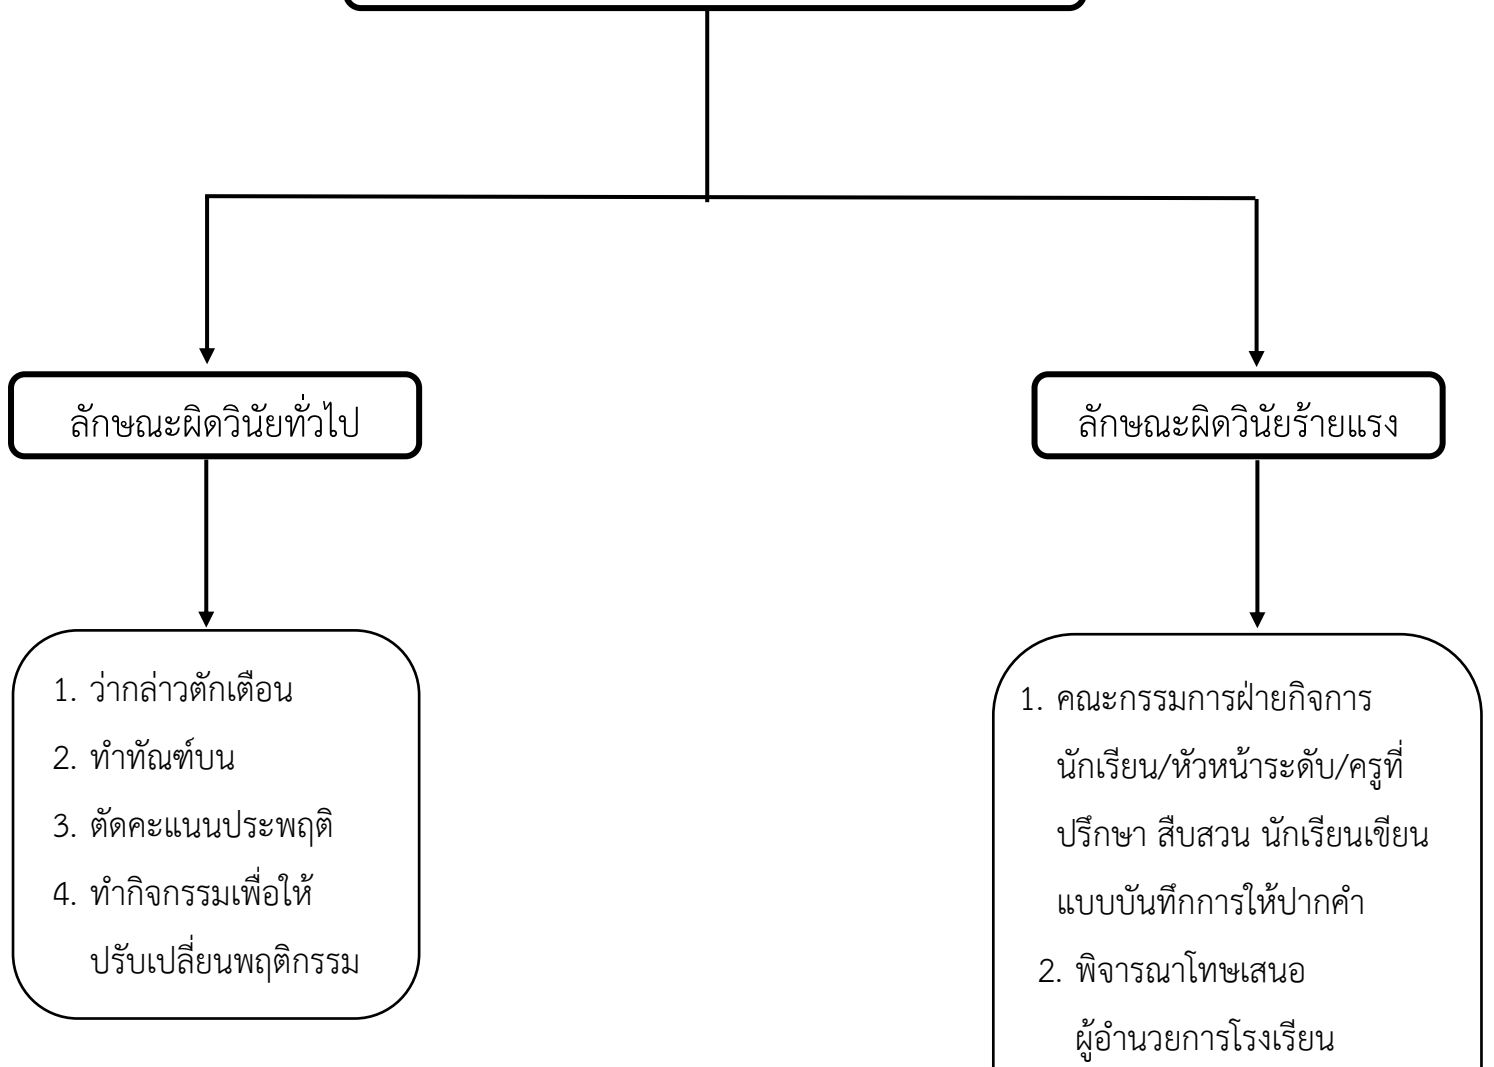 ลักษณะผิดวินัยทั่วไป
ลักษณะผิดวินัยร้ายแรง
1. ว่ากล่าวตักเตือน
2. ทำทัณฑ์บน
3. ตัดคะแนนประพฤติ
4. ทำกิจกรรมเพื่อให้
ปรับเปลี่ยนพฤติกรรม
1. คณะกรรมการฝ่ายกิจการ
นักเรียน/หัวหน้าระดับ/ครูที่
ปรึกษา สืบสวน นักเรียนเขียน
แบบบันทึกการให้ปากคำ
2. พิจารณาโทษเสนอ
ผู้อำนวยการโรงเรียน